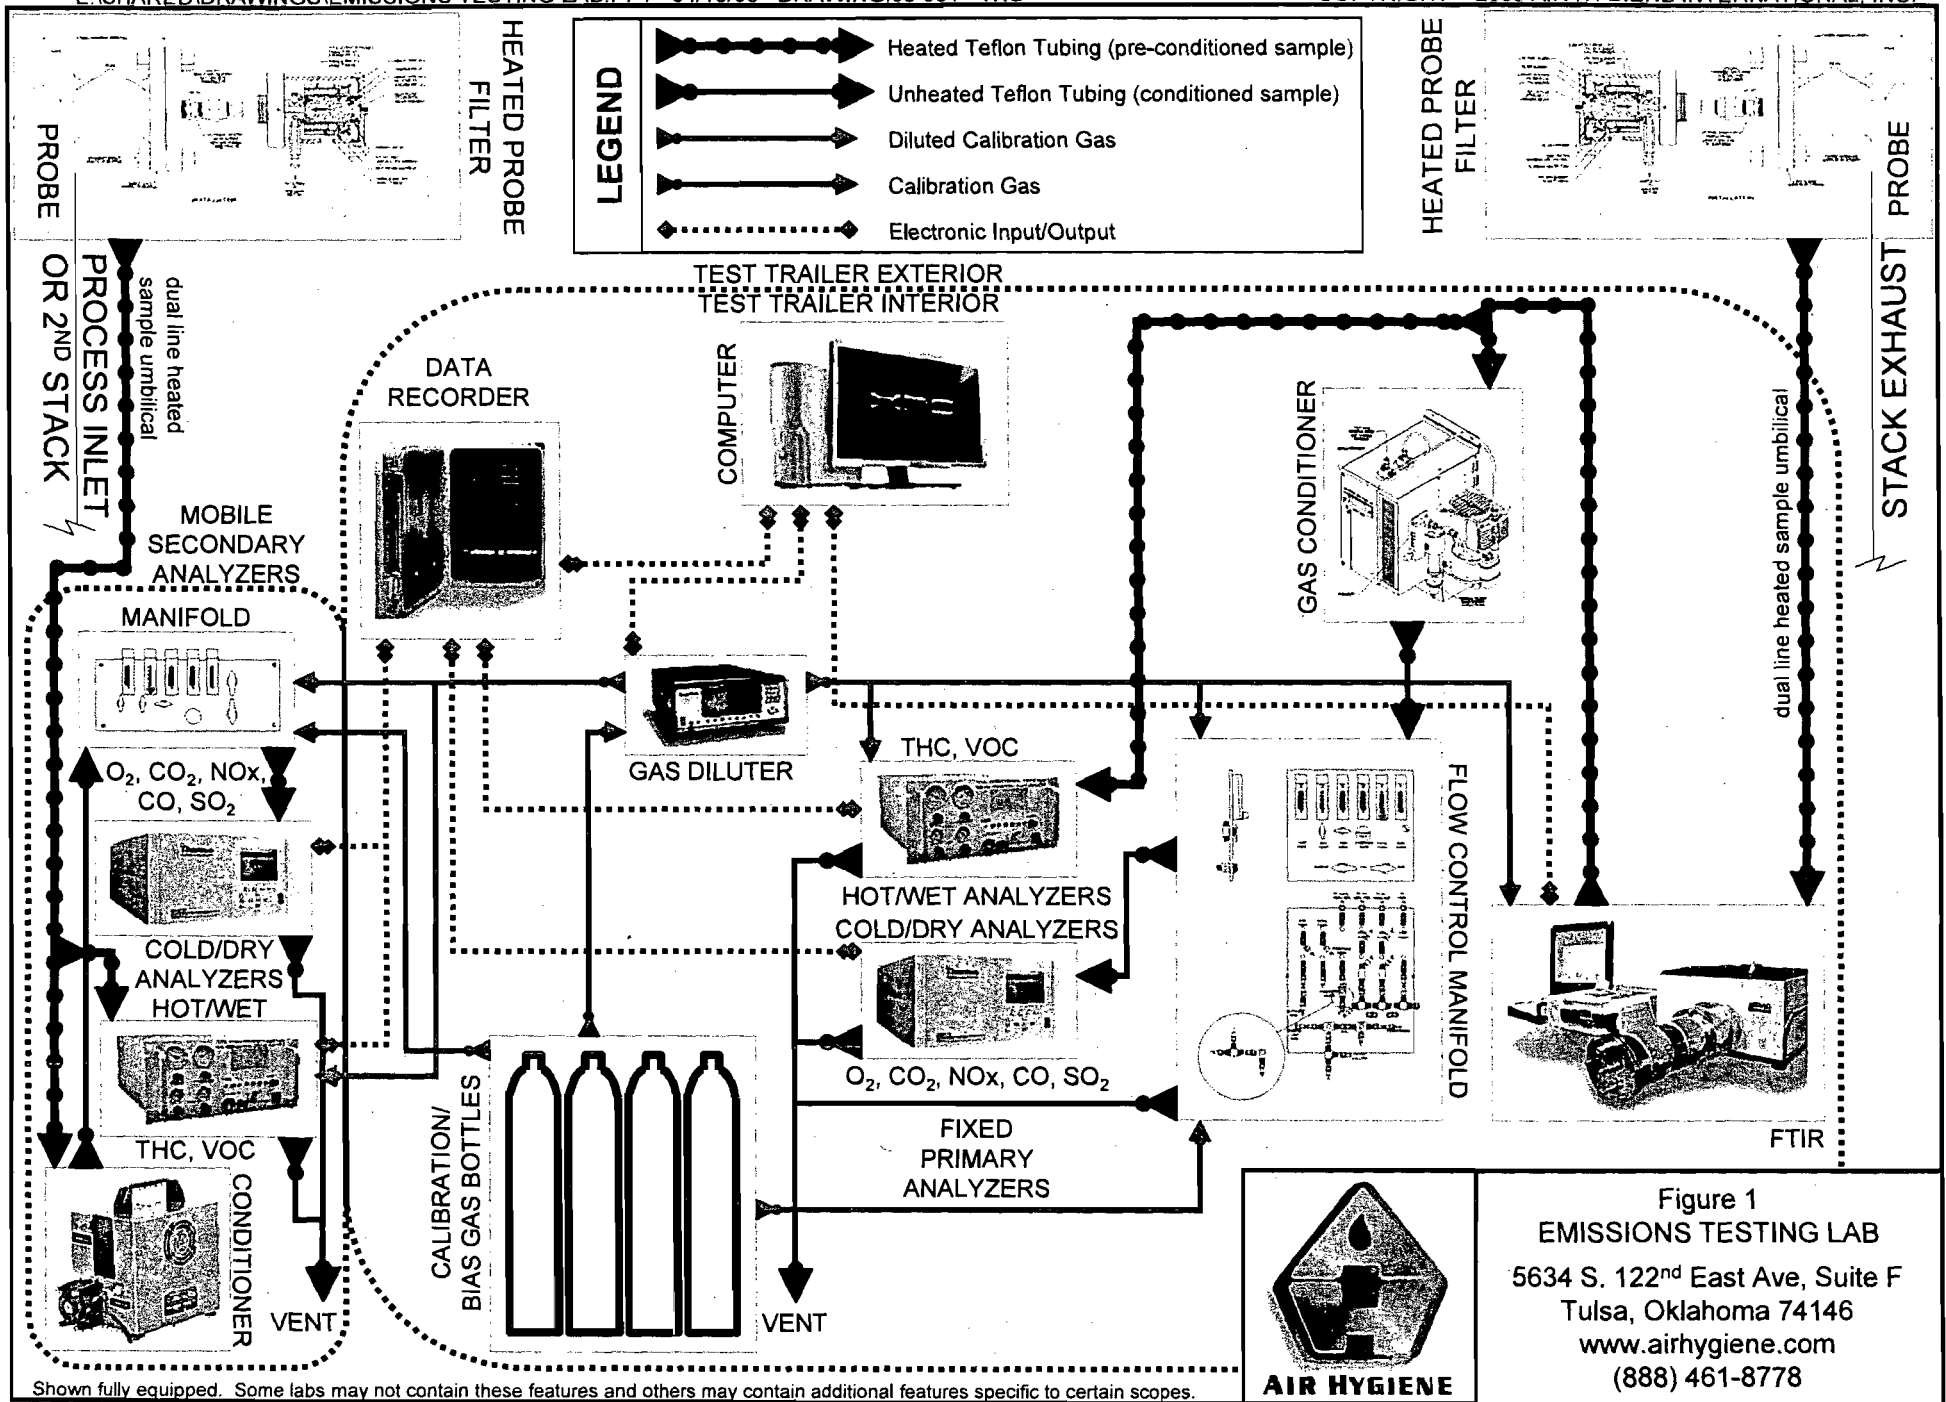 HEATED PROBE
FILTER
PROBE
LEGEND
Heated Teflon Tubing (pre-conditioned sample)
Unheated Teflon Tubing (conditioned sample)
Diluted Calibration Gas
Calibration Gas
Electronic Input/Output
HEATED PROBE
FILTER
PROBE
PROCESS INLET
OR 2ND STACK
dual line heated
sample umbilical
TEST TRAILER EXTERIOR
TEST TRAILER INTERIOR
STACK EXHAUST
dual line heated sample umbilical
DATA
RECORDER
COMPUTER
GAS CONDITIONER
MOBILE
SECONDARY
ANALYZERS
MANIFOLD
O2, CO2, NOx,
CO, SO2
GAS DILUTER
THC, VOC
FLOW CONTROL MANIFOLD
HOT/WET ANALYZERS
COLD/DRY ANALYZERS
COLD/DRY
ANALYZERS
HOT/WET
O2, CO2, NOx, CO, SO2
THC, VOC
CONDITIONER
VENT
CALIBRATION/
BIAS GAS BOTTLES
FIXED
PRIMARY
ANALYZERS
VENT
FTIR
AIR HYGIENE
Figure 1
EMISSIONS TESTING LAB
5634 S. 122nd East Ave, Suite F
Tulsa, Oklahoma 74146
www.airhygiene.com
(888) 461-8778
Shown fully equipped. Some labs may not contain these features and others may contain additional features specific to certain scopes.